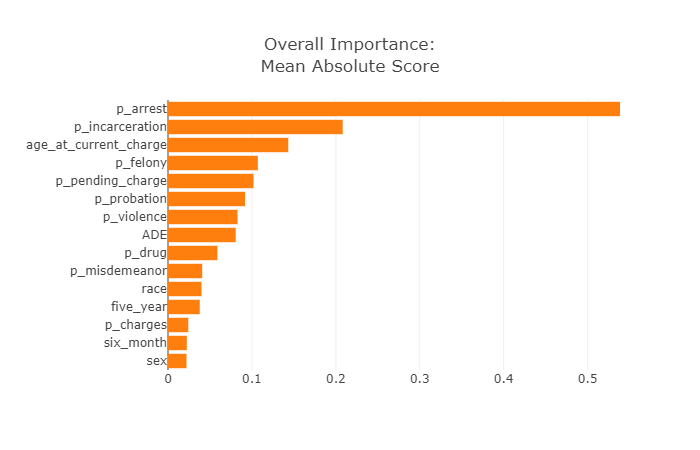 Overall Importance:
Mean Absolute Score
p_arrest
p_incarceration
age_at_current_charge
p_felony
p_pending_charge
p_probation
p_violence
ADE
p_drug
p_misdemeanor
race
five_year
p_charges
six_month
sex
0 0.1 0.2 0.3 0.4 0.5